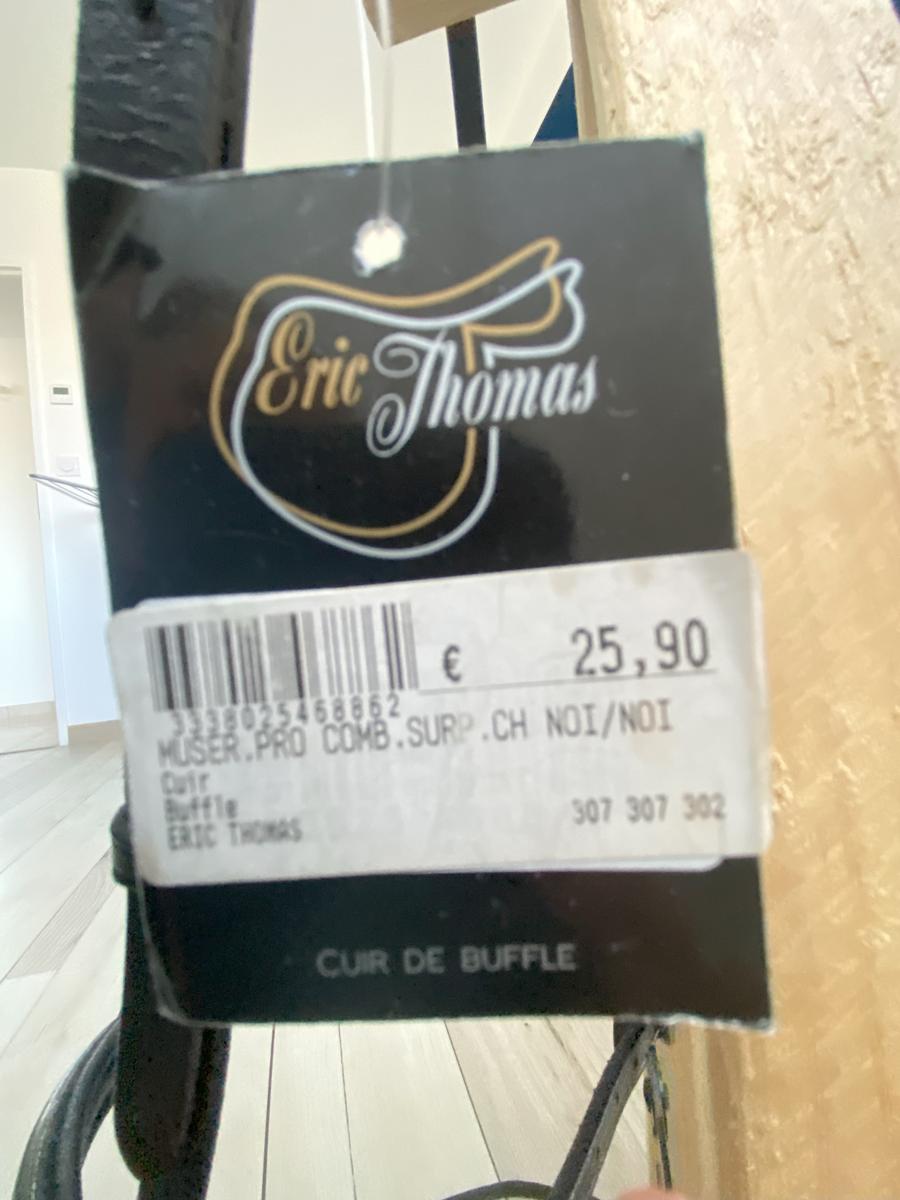 Eric Thomas
€ 25,90
3338025468862
MUSER.PRO COMB.SURP.CH NOI/NOI
Cuir
Buffle 307 307 302
ERIC THOMAS
CUIR DE BUFFLE